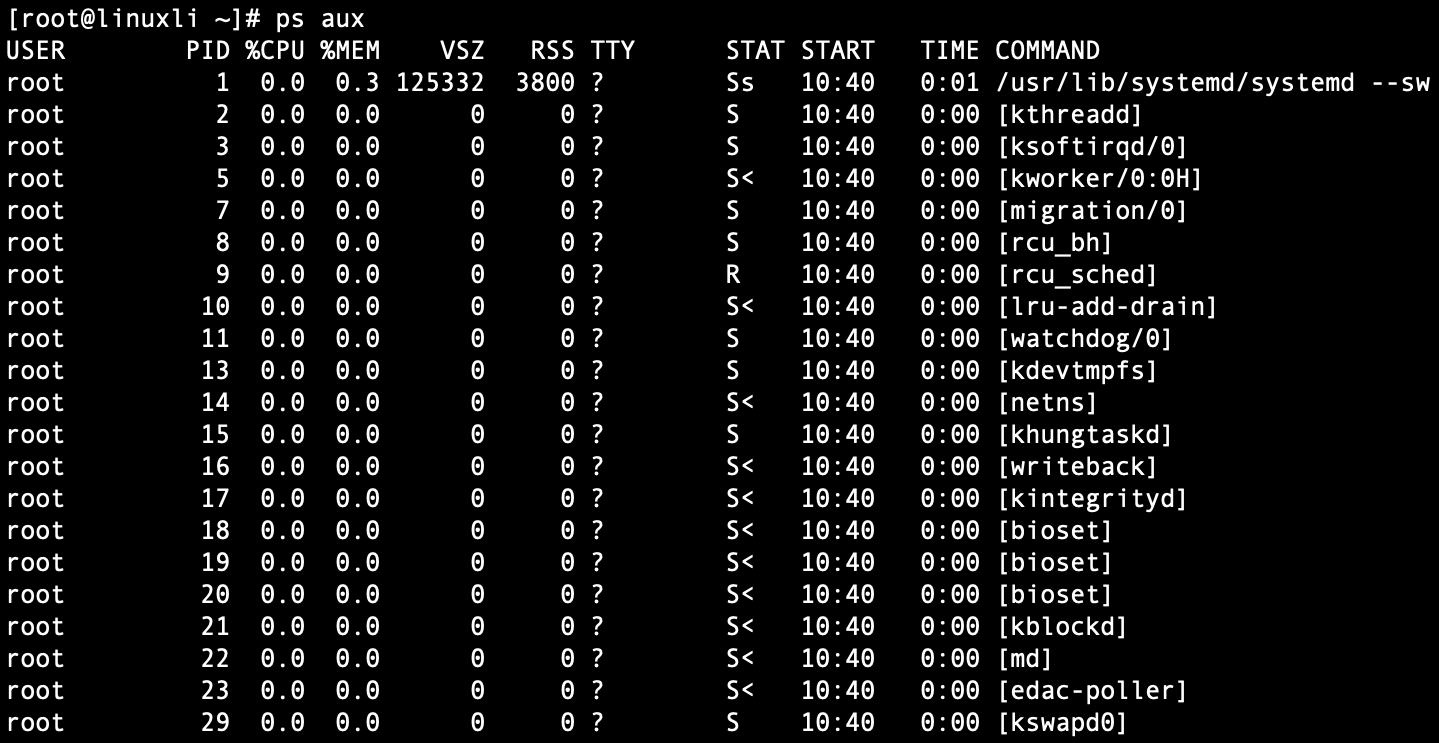 [root@linuxli ~]# ps aux
USER       PID %CPU %MEM    VSZ   RSS TTY      STAT START   TIME COMMAND
root         1  0.0  0.3 125332  3800 ?        Ss   10:40   0:01 /usr/lib/systemd/systemd --sw
root         2  0.0  0.0      0     0 ?        S    10:40   0:00 [kthreadd]
root         3  0.0  0.0      0     0 ?        S    10:40   0:00 [ksoftirqd/0]
root         5  0.0  0.0      0     0 ?        S<   10:40   0:00 [kworker/0:0H]
root         7  0.0  0.0      0     0 ?        S    10:40   0:00 [migration/0]
root         8  0.0  0.0      0     0 ?        S    10:40   0:00 [rcu_bh]
root         9  0.0  0.0      0     0 ?        R    10:40   0:00 [rcu_sched]
root        10  0.0  0.0      0     0 ?        S<   10:40   0:00 [lru-add-drain]
root        11  0.0  0.0      0     0 ?        S    10:40   0:00 [watchdog/0]
root        13  0.0  0.0      0     0 ?        S    10:40   0:00 [kdevtmpfs]
root        14  0.0  0.0      0     0 ?        S<   10:40   0:00 [netns]
root        15  0.0  0.0      0     0 ?        S    10:40   0:00 [khungtaskd]
root        16  0.0  0.0      0     0 ?        S<   10:40   0:00 [writeback]
root        17  0.0  0.0      0     0 ?        S<   10:40   0:00 [kintegrityd]
root        18  0.0  0.0      0     0 ?        S<   10:40   0:00 [bioset]
root        19  0.0  0.0      0     0 ?        S<   10:40   0:00 [bioset]
root        20  0.0  0.0      0     0 ?        S<   10:40   0:00 [bioset]
root        21  0.0  0.0      0     0 ?        S<   10:40   0:00 [kblockd]
root        22  0.0  0.0      0     0 ?        S<   10:40   0:00 [md]
root        23  0.0  0.0      0     0 ?        S<   10:40   0:00 [edac-poller]
root        29  0.0  0.0      0     0 ?        S    10:40   0:00 [kswapd0]